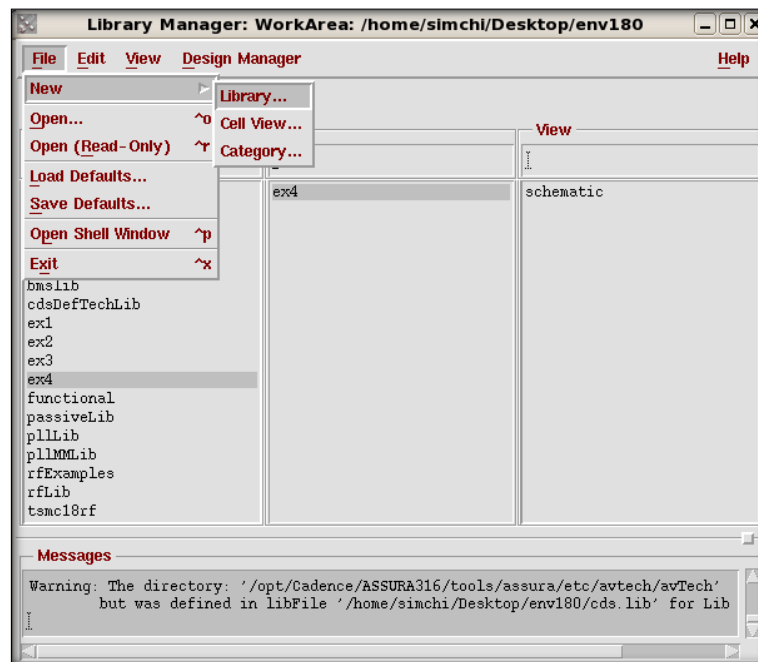 Library Manager: WorkArea: /home/simchi/Desktop/env180
File Edit View Design Manager Help
New
Open... ^o
Open (Read-Only) ^r
Load Defaults...
Save Defaults...
Open Shell Window ^p
Exit ^x
Library...
Cell View...
Category...
View
bmslib
cdsDefTechLib
ex1
ex2
ex3
ex4
functional
passiveLib
pllLib
pllMMLib
rfExamples
rfLib
tsmc18rf
ex4
schematic
Messages
Warning: The directory: '/opt/Cadence/ASSURA316/tools/assura/etc/avtech/avTech'
but was defined in libFile '/home/simchi/Desktop/env180/cds.lib' for Lib